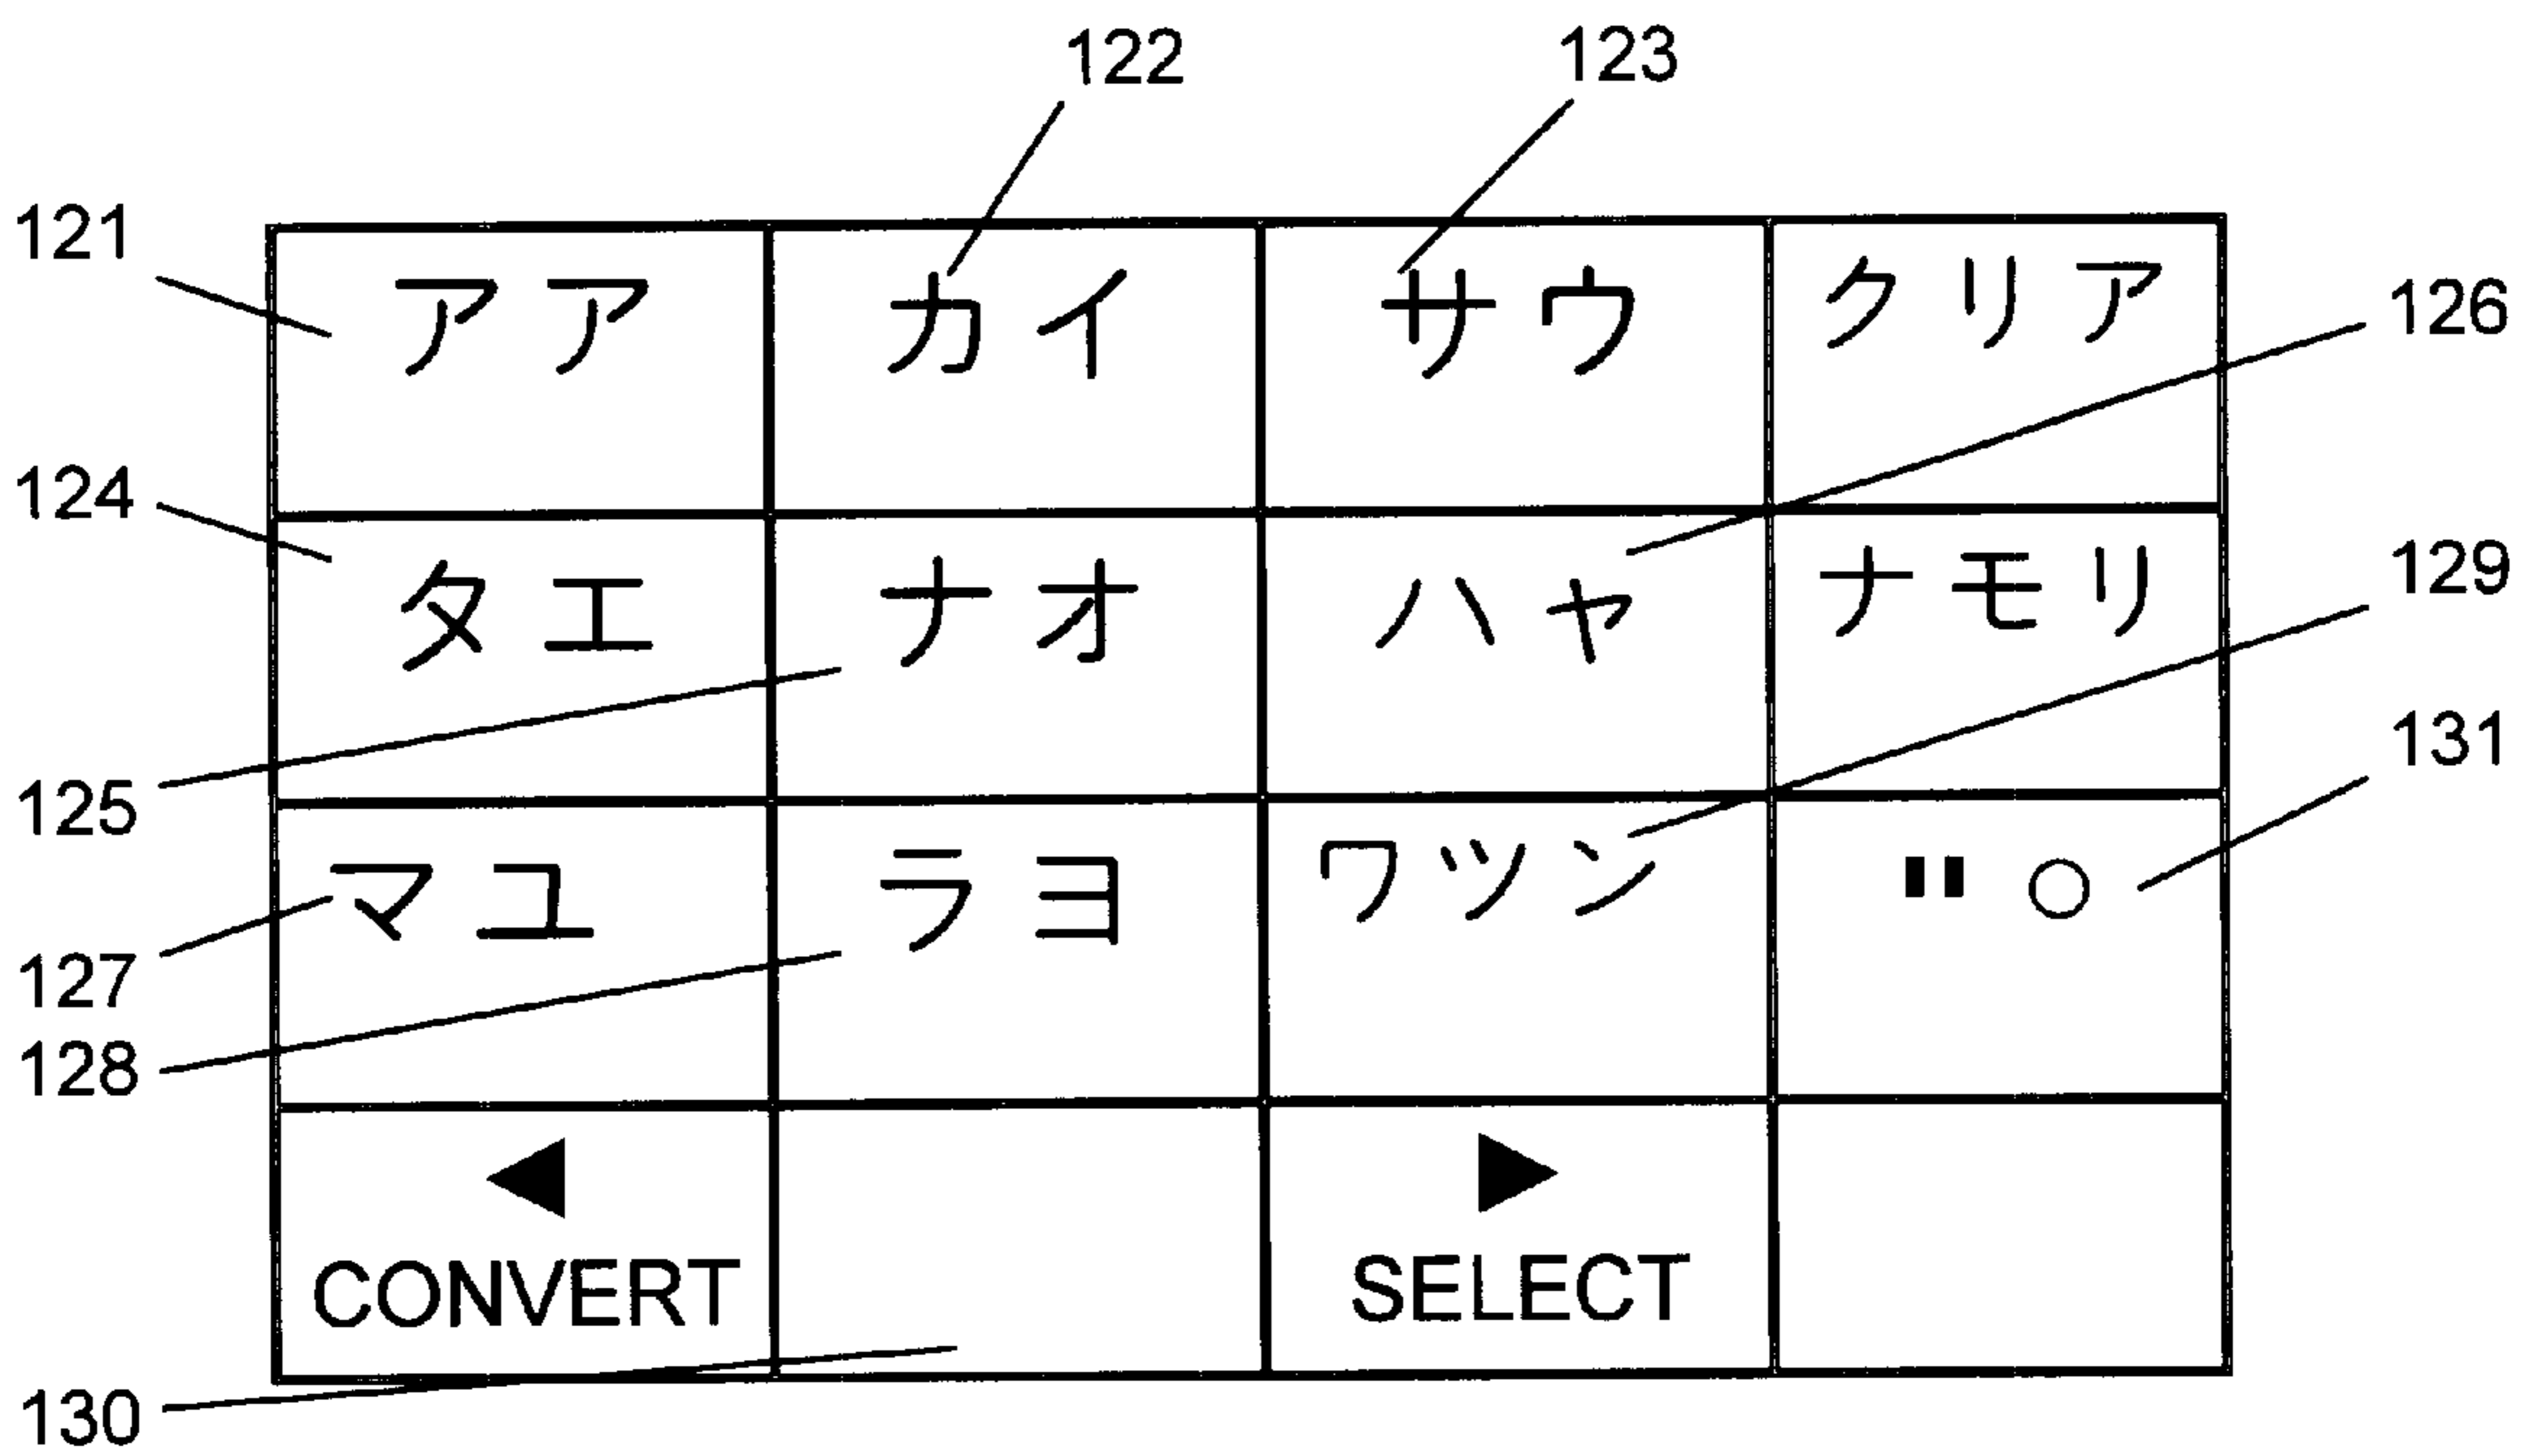 122 123
121 アア カイ サウ クリア 126
124 タエ ナオ ハヤ ナモリ 129
125 131
127 マユ ラヨ ワツン " ○
128
◀ ▶
CONVERT SELECT
130